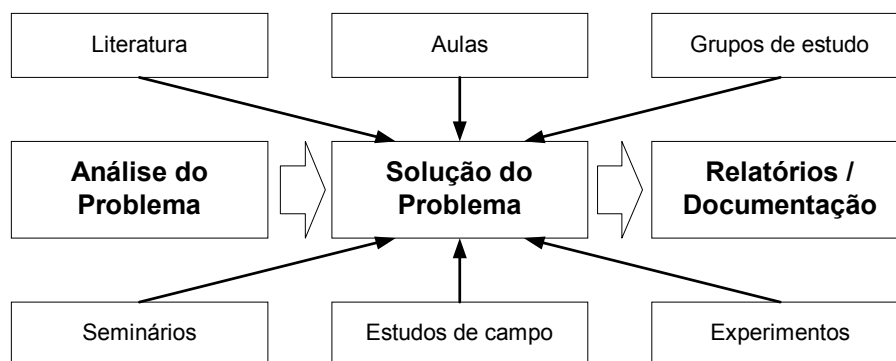 Literatura
Aulas
Grupos de estudo
Análise do
Problema
Solução do
Problema
Relatórios /
Documentação
Seminários
Estudos de campo
Experimentos